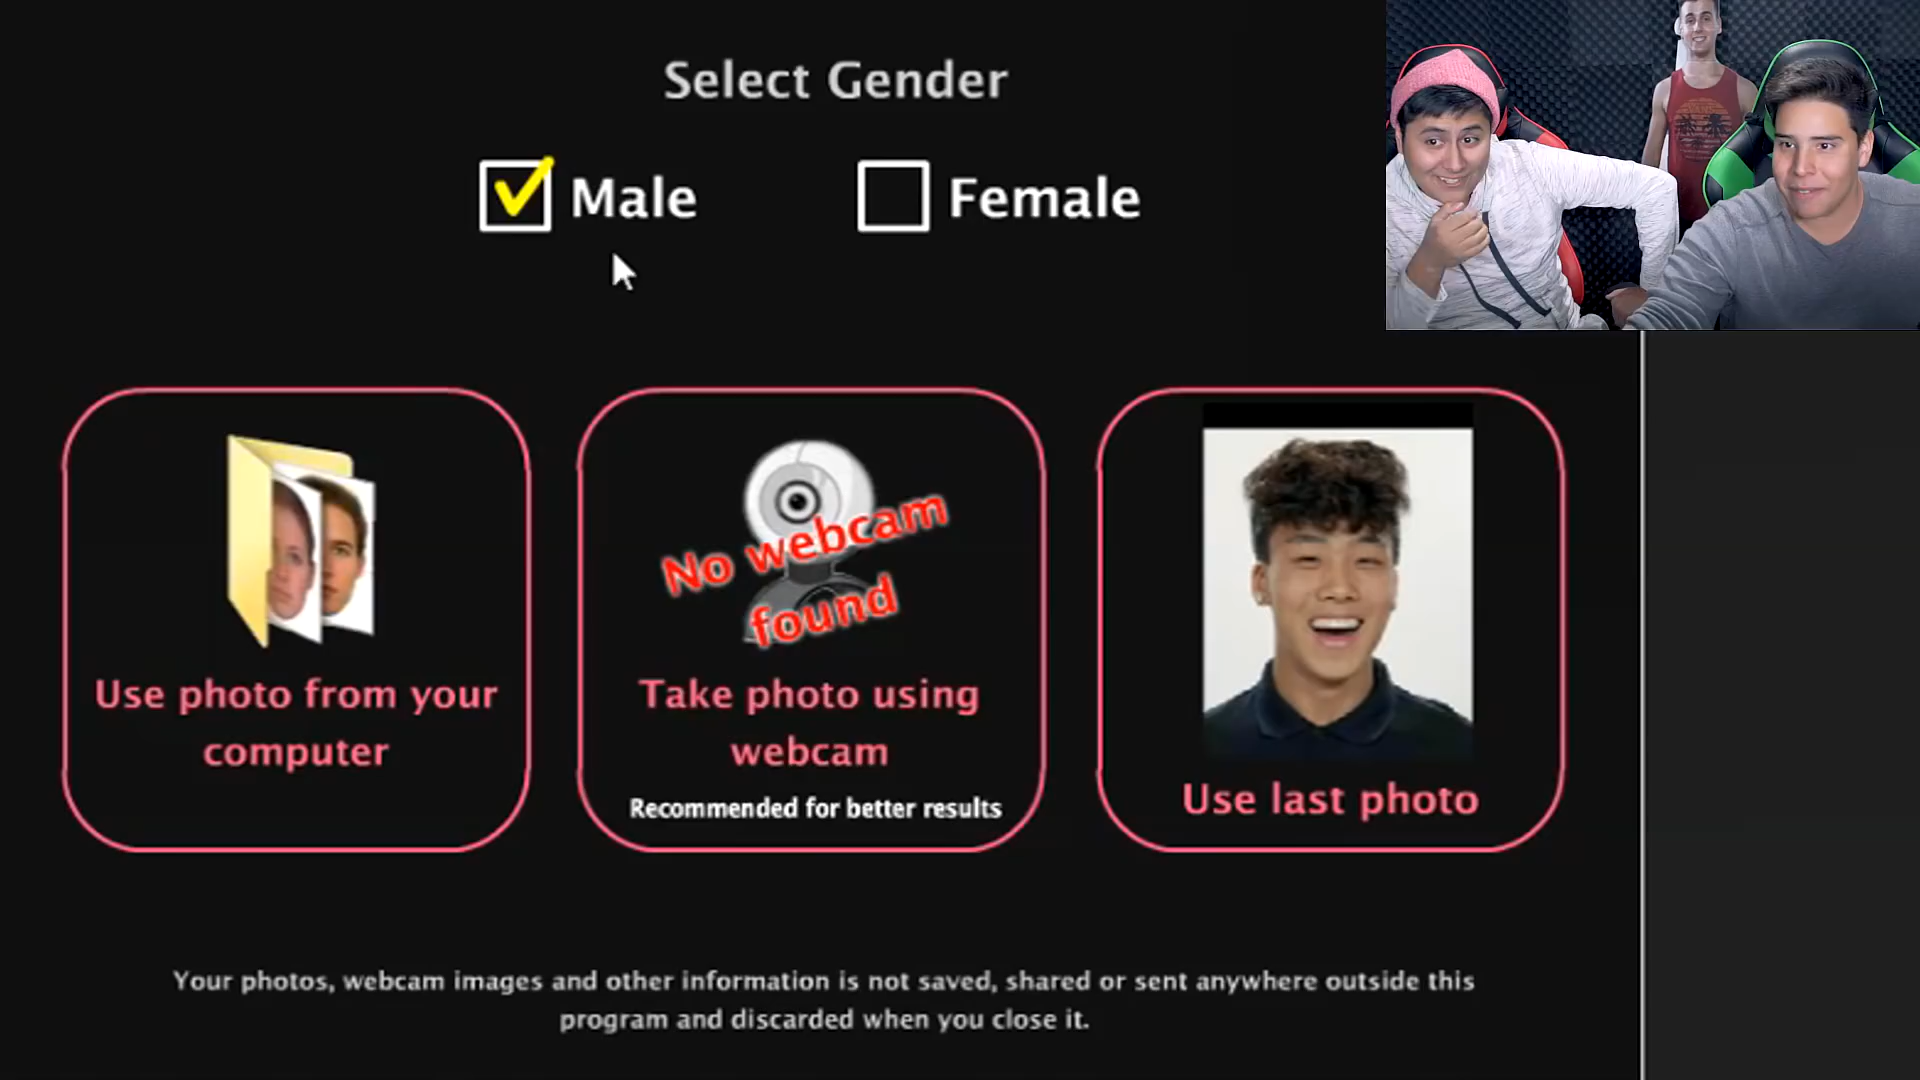 Select Gender
Male
Female
No webcam
found
Use photo from your
computer
Take photo using
webcam
Recommended for better results
Use last photo
Your photos, webcam images and other information is not saved, shared or sent anywhere outside this
program and discarded when you close it.